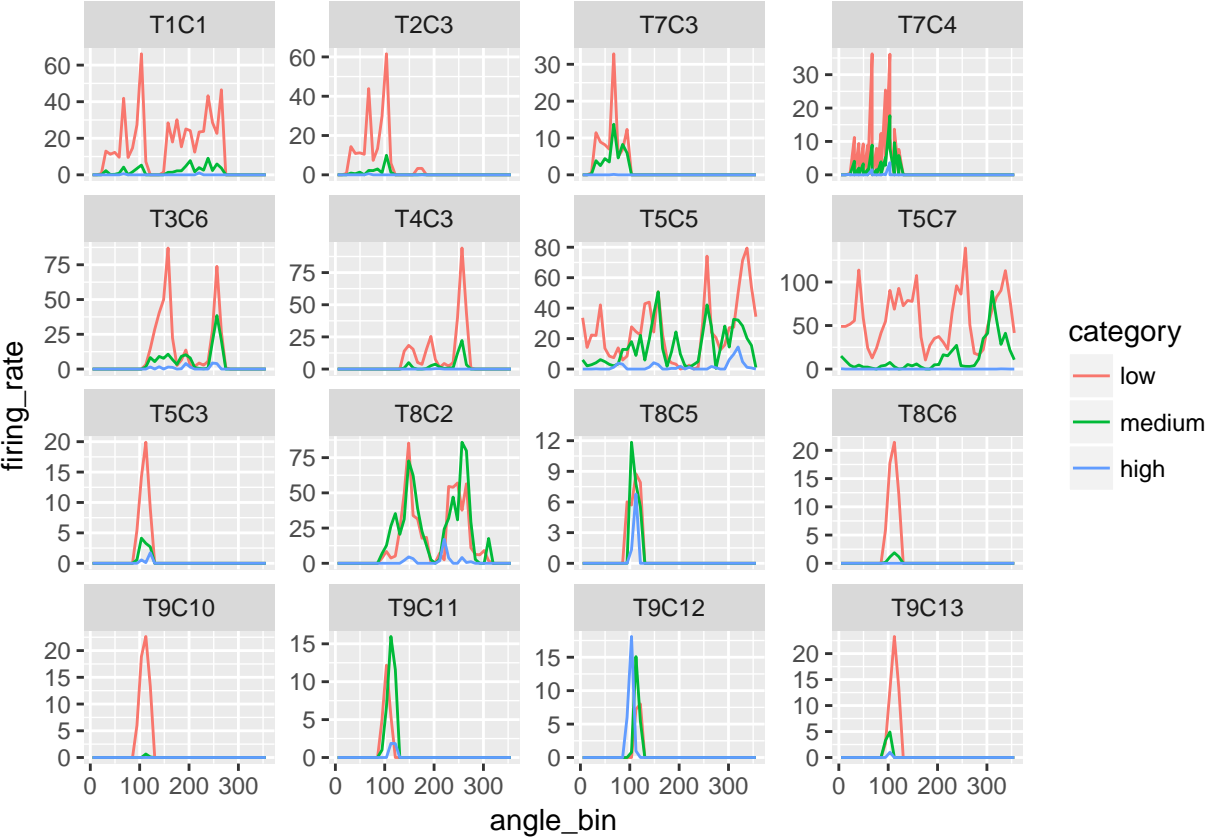 T1C1 T2C3 T7C3 T7C4
60 60 30 30
40 40 20 20
20 20 10 10
0 0 0 0
T3C6 T4C3 T5C5 T5C7
75 75 80 100
50 50 60 50
25 25 40 0
0 0 20
0
T5C3 T8C2 T8C5 T8C6
20 75 12 20
15 50 9 15
10 25 6 10
5 0 3 5
0 0 0
T9C10 T9C11 T9C12 T9C13
20 15 15 20
15 10 10 15
10 5 5 10
5 0 0 5
0 0
0 100 200 300 0 100 200 300 0 100 200 300 0 100 200 300
angle_bin
firing_rate
category
low
medium
high